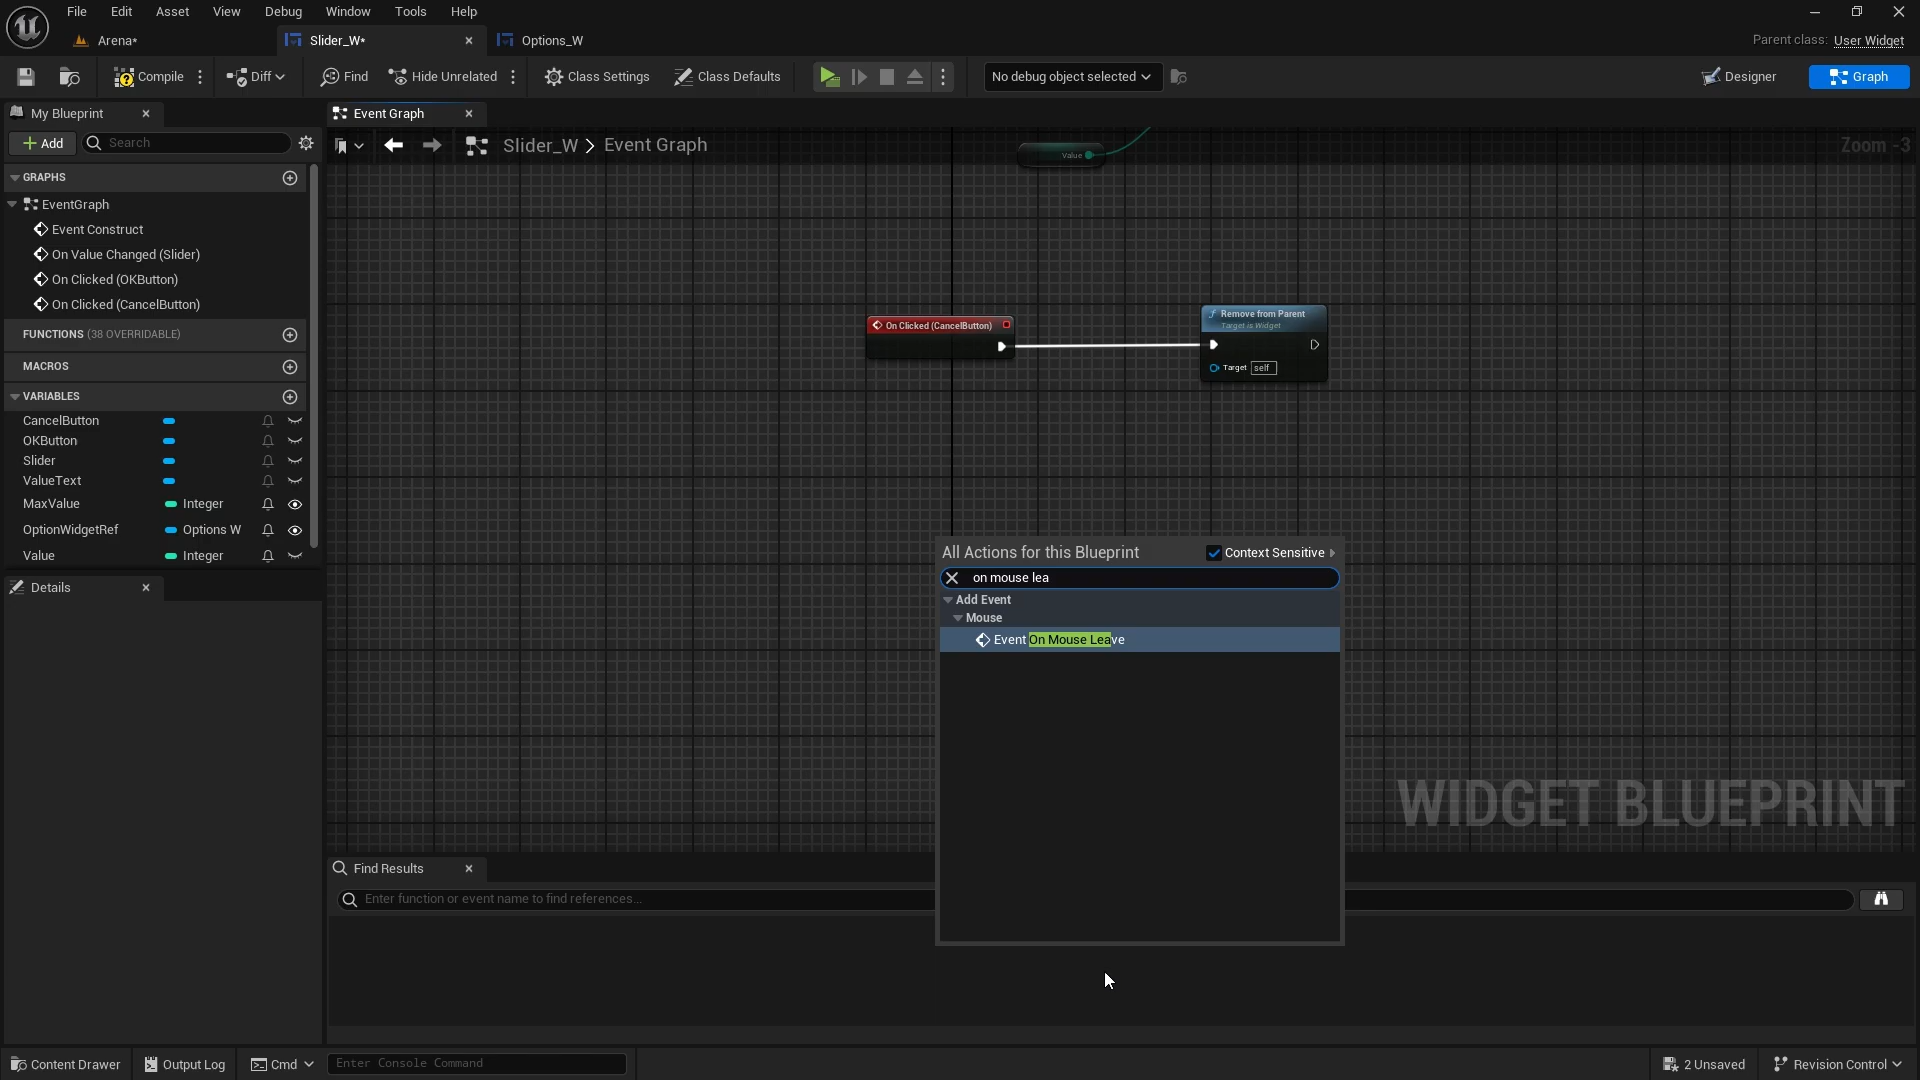 File Edit Asset View Debug Window Tools Help
Arena* Slider_W* Options_W Parent class: User Widget
Compile Diff Find Hide Unrelated Class Settings Class Defaults No debug object selected Designer Graph
My Blueprint Event Graph
Add Search Slider_W > Event Graph Zoom -3
Value
GRAPHS
EventGraph
Event Construct
On Value Changed (Slider)
On Clicked (OKButton)
On Clicked (CancelButton)
FUNCTIONS (38 OVERRIDABLE)
MACROS
VARIABLES
CancelButton
OKButton
Slider
ValueText
MaxValue Integer
OptionWidgetRef Options W
Value Integer
Details
On Clicked (CancelButton)
Remove from Parent
Target is Widget
Target self
All Actions for this Blueprint Context Sensitive
on mouse lea
Add Event
Mouse
Event On Mouse Leave
WIDGET BLUEPRINT
Find Results
Enter function or event name to find references...
Content Drawer Output Log Cmd Enter Console Command 2 Unsaved Revision Control